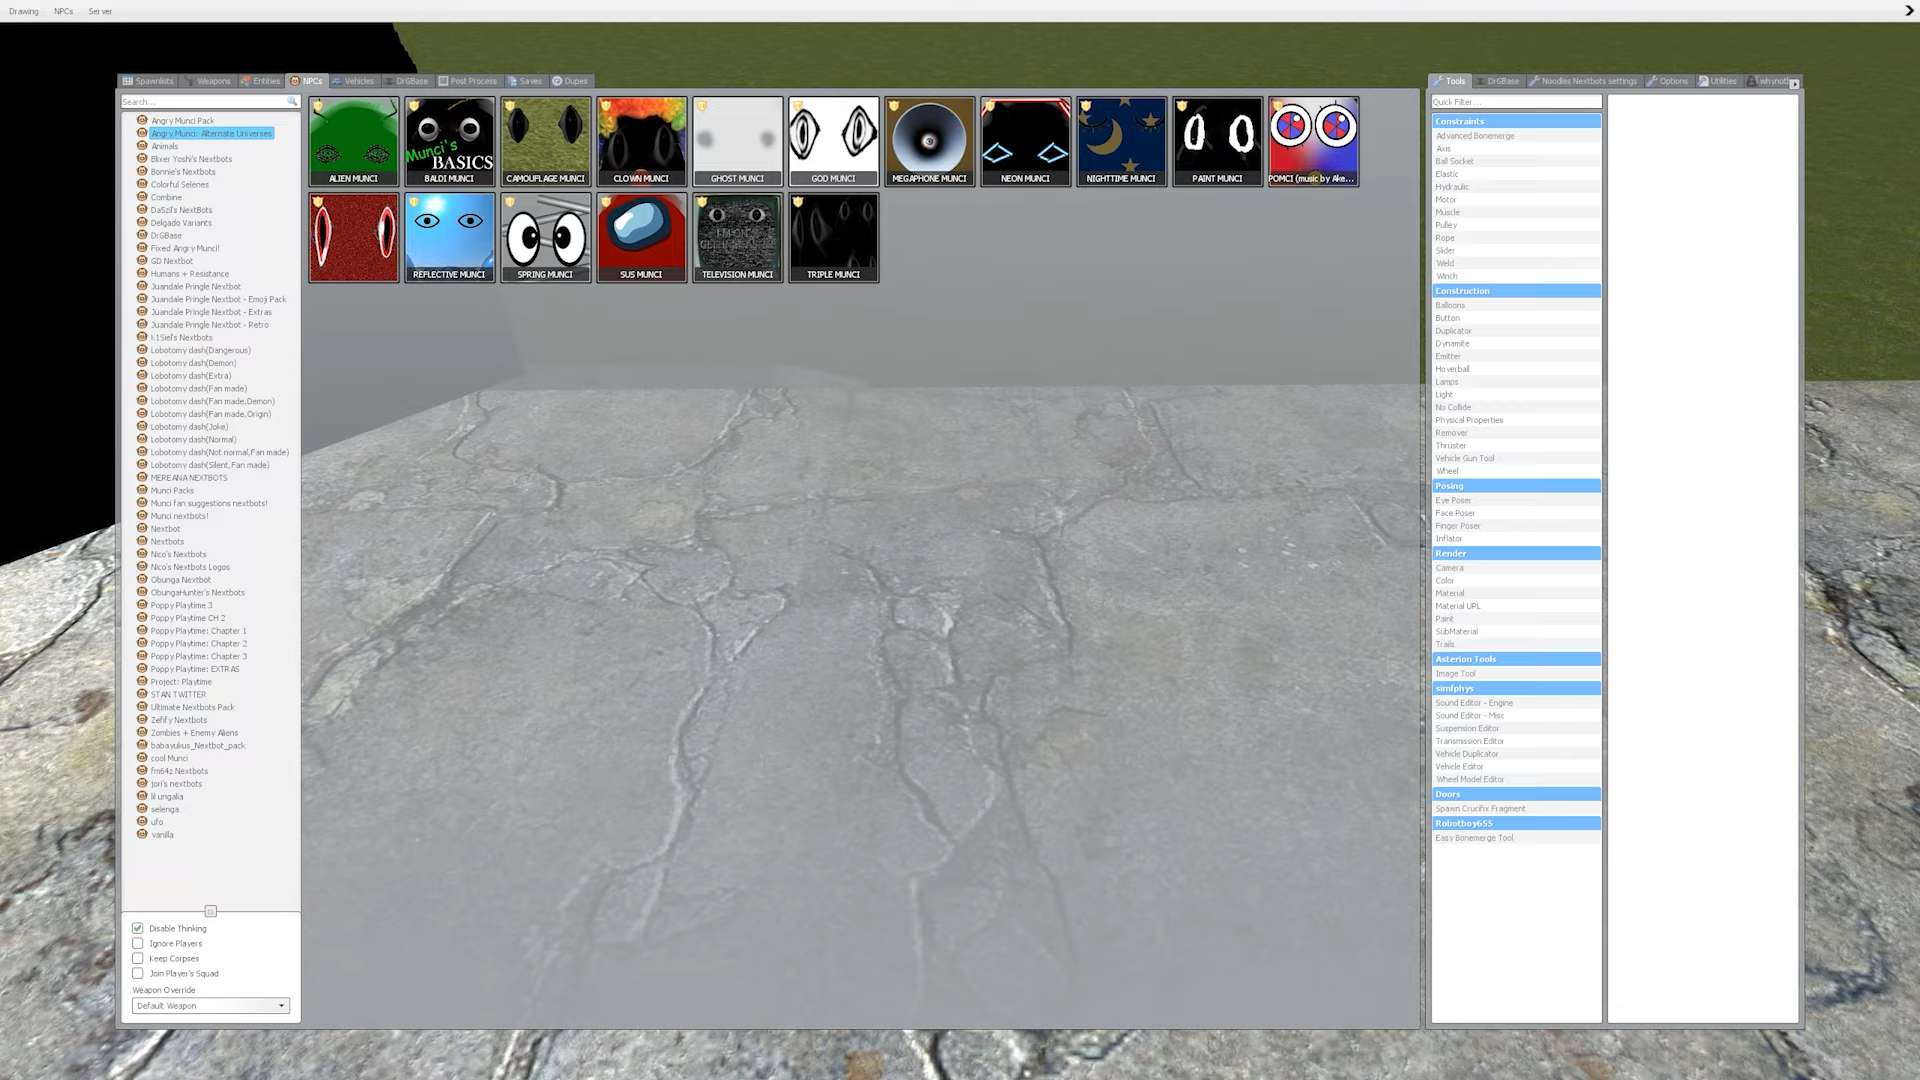 Drawing NPCs Server
Spawnlists Weapons Entities NPCs Vehicles DrGBase Post Process Saves Dupes
Search...
Angry Munci Pack
Angry Munci: Alternate Universes
Animals
Blixer Yoshi's Nextbots
Bonnie's Nextbots
Colorful Selenes
Combine
DaSzil's NextBots
Delgado Variants
DrGBase
Fixed Angry Munci!
GD Nextbot
Humans + Resistance
Juandale Pringle Nextbot
Juandale Pringle Nextbot - Emoji Pack
Juandale Pringle Nextbot - Extras
Juandale Pringle Nextbot - Retro
K1Siel's Nextbots
Lobotomy dash(Dangerous)
Lobotomy dash(Demon)
Lobotomy dash(Extra)
Lobotomy dash(Fan made)
Lobotomy dash(Fan made,Demon)
Lobotomy dash(Fan made,Origin)
Lobotomy dash(Joke)
Lobotomy dash(Normal)
Lobotomy dash(Not normal,Fan made)
Lobotomy dash(Silent,Fan made)
MEREANA NEXTBOTS
Munci Packs
Munci fan suggestions nextbots!
Munci nextbots!
Nextbot
Nextbots
Nico's Nextbots
Nico's Nextbots Logos
Obunga Nextbot
ObungaHunter's Nextbots
Poppy Playtime 3
Poppy Playtime CH 2
Poppy Playtime: Chapter 1
Poppy Playtime: Chapter 2
Poppy Playtime: Chapter 3
Poppy Playtime: EXTRAS
Project: Playtime
STAN TWITTER
Ultimate Nextbots Pack
Zefify Nextbots
Zombies + Enemy Aliens
babayukus_Nextbot_pack
cool Munci
fm64z Nextbots
jori's nextbots
lil ungalia
selenga
ufo
vanilla
Disable Thinking
Ignore Players
Keep Corpses
Join Player's Squad
Weapon Override
Default Weapon
Munci's
BASICS
ALIEN MUNCI BALDI MUNCI CAMOUFLAGE MUNCI CLOWN MUNCI GHOST MUNCI GOD MUNCI MEGAPHONE MUNCI NEON MUNCI NIGHTTIME MUNCI PAINT MUNCI POMCI (music by Ake...
REFLECTIVE MUNCI SPRING MUNCI SUS MUNCI TELEVISION MUNCI TRIPLE MUNCI
Tools DrGBase Noodles Nextbots settings Options Utilities whynoth
Quick Filter...
Constraints
Advanced Bonemerge
Axis
Ball Socket
Elastic
Hydraulic
Motor
Muscle
Pulley
Rope
Slider
Weld
Winch
Construction
Balloons
Button
Duplicator
Dynamite
Emitter
Hoverball
Lamps
Light
No Collide
Physical Properties
Remover
Thruster
Vehicle Gun Tool
Wheel
Posing
Eye Poser
Face Poser
Finger Poser
Inflator
Render
Camera
Color
Material
Material URL
Paint
SubMaterial
Trails
Asterion Tools
Image Tool
simfphys
Sound Editor - Engine
Sound Editor - Misc
Suspension Editor
Transmission Editor
Vehicle Duplicator
Vehicle Editor
Wheel Model Editor
Doors
Spawn Crucifix Fragment
Robotboy655
Easy Bonemerge Tool